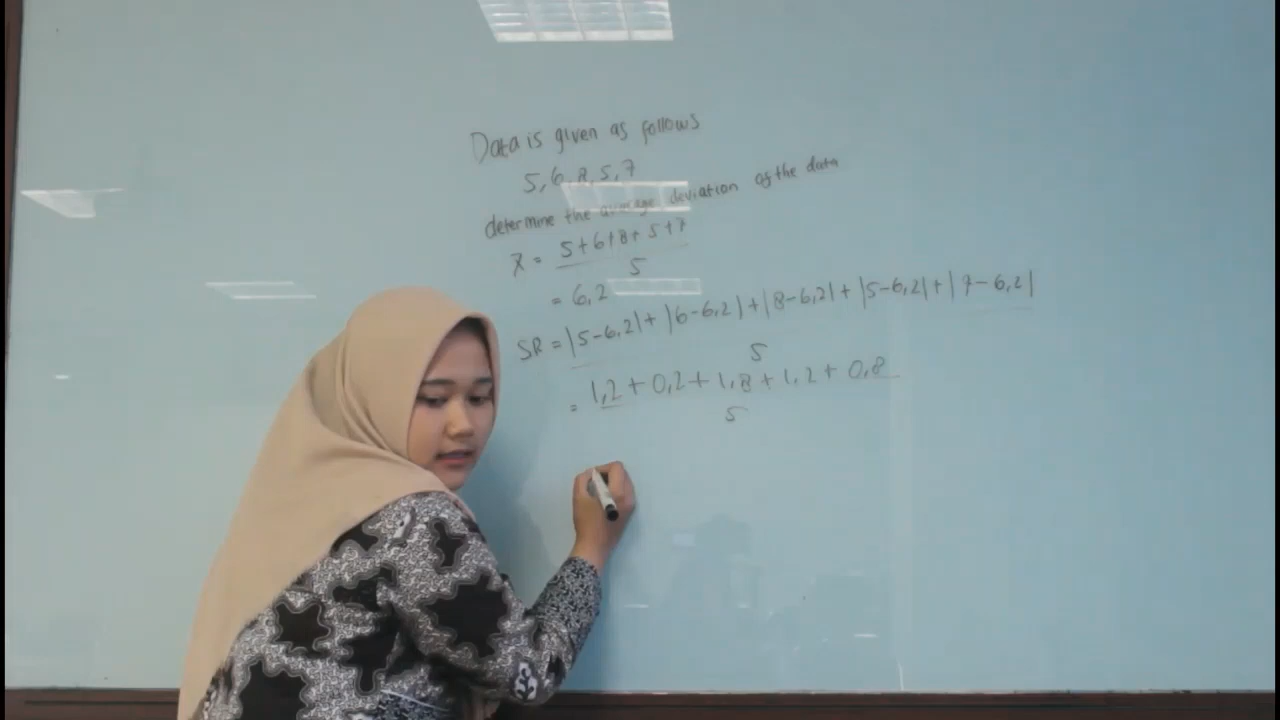 Data is given as follows
5,6,8,5,7
determine the average deviation of the data
x̄ = 5+6+8+5+7
5
= 6,2
SR = |5-6,2|+ |6-6,2|+|8-6,2|+|5-6,2|+|7-6,2|
5
= 1,2+0,2+1,8+1,2+0,8
5